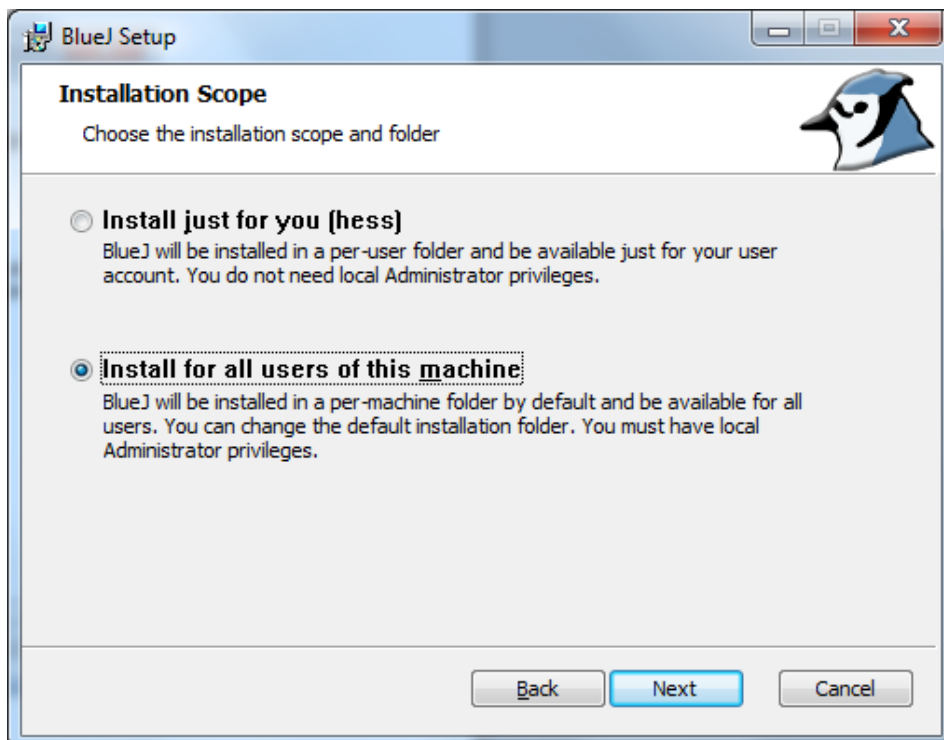 BlueJ Setup
Installation Scope
Choose the installation scope and folder
Install just for you (hess)
BlueJ will be installed in a per-user folder and be available just for your user
account. You do not need local Administrator privileges.
Install for all users of this machine
BlueJ will be installed in a per-machine folder by default and be available for all
users. You can change the default installation folder. You must have local
Administrator privileges.
Back Next Cancel